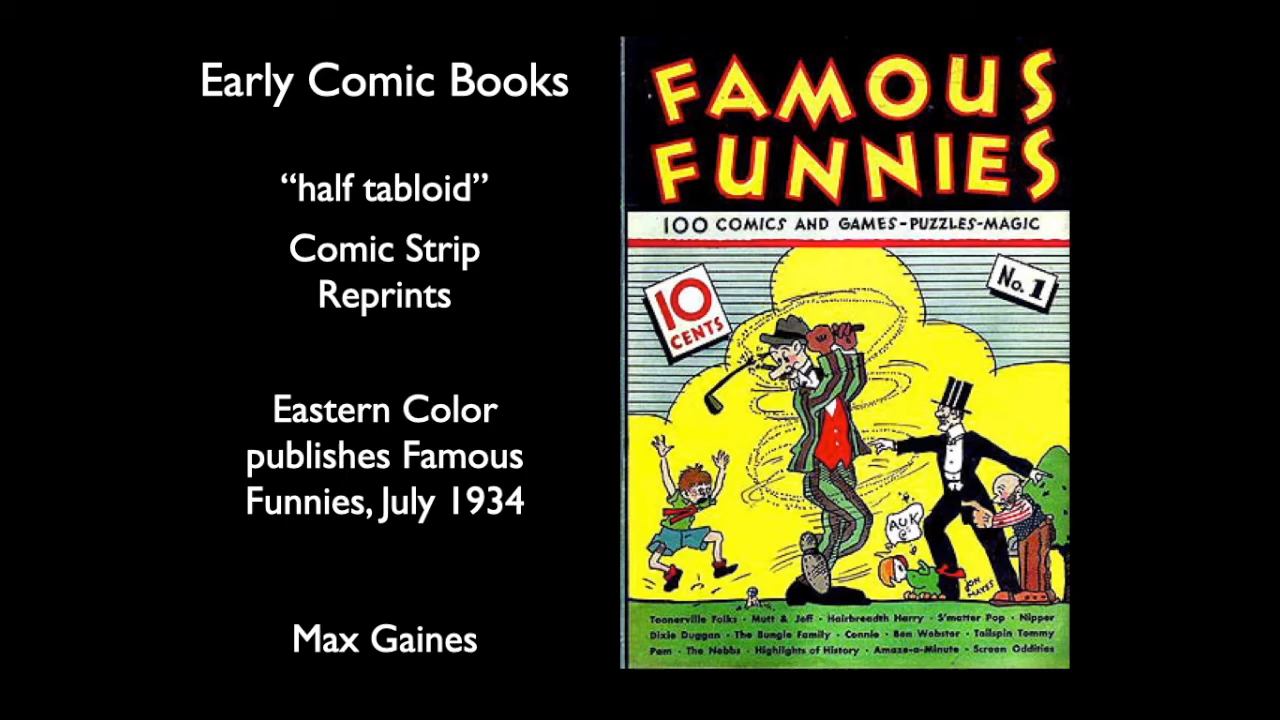 Early Comic Books
“half tabloid”
Comic Strip
Reprints
Eastern Color
publishes Famous
Funnies, July 1934
Max Gaines
FAMOUS
FUNNIES
100 COMICS AND GAMES-PUZZLES-MAGIC
10
CENTS
No. 1
AUK
JON
MAYES
Toonerville Folks · Mutt & Jeff · Hairbreadth Harry · S'matter Pop · Nipper
Dixie Duggan · The Bungle Family · Connie · Ben Webster · Tailspin Tommy
Pam · The Nebbs · Highlights of History · Amaze-a-Minute · Screen Oddities